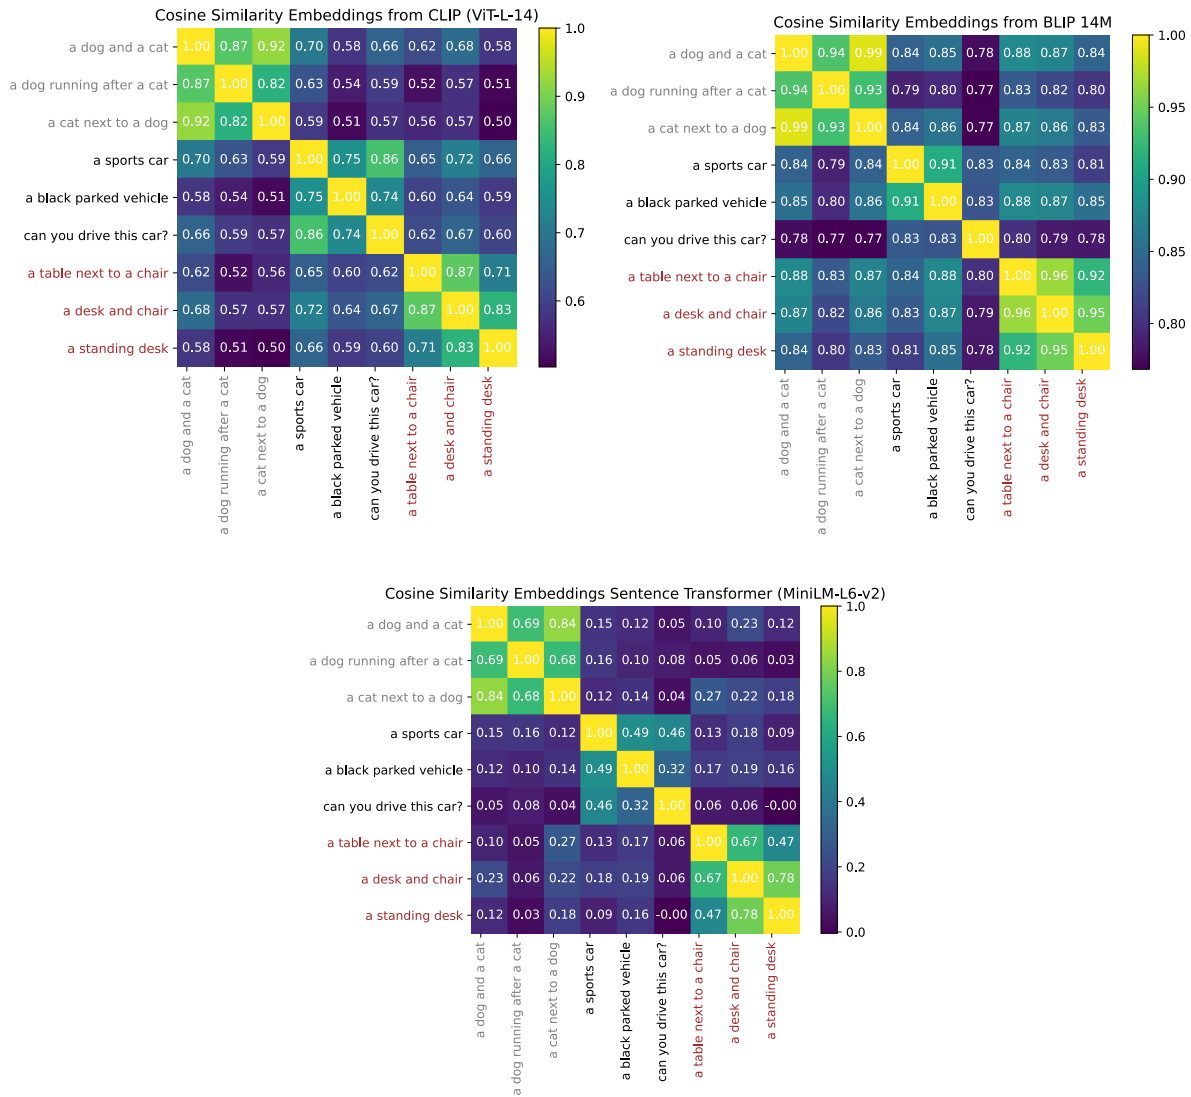 Cosine Similarity Embeddings from CLIP (ViT-L-14)
a dog and a cat 1.00 0.87 0.92 0.70 0.58 0.66 0.62 0.68 0.58
a dog running after a cat 0.87 1.00 0.82 0.63 0.54 0.59 0.52 0.57 0.51
a cat next to a dog 0.92 0.82 1.00 0.59 0.51 0.57 0.56 0.57 0.50
a sports car 0.70 0.63 0.59 1.00 0.75 0.86 0.65 0.72 0.66
a black parked vehicle 0.58 0.54 0.51 0.75 1.00 0.74 0.60 0.64 0.59
can you drive this car? 0.66 0.59 0.57 0.86 0.74 1.00 0.62 0.67 0.60
a table next to a chair 0.62 0.52 0.56 0.65 0.60 0.62 1.00 0.87 0.71
a desk and chair 0.68 0.57 0.57 0.72 0.64 0.67 0.87 1.00 0.83
a standing desk 0.58 0.51 0.50 0.66 0.59 0.60 0.71 0.83 1.00
a dog and a cat
a dog running after a cat
a cat next to a dog
a sports car
a black parked vehicle
can you drive this car?
a table next to a chair
a desk and chair
a standing desk
1.0
0.9
0.8
0.7
0.6
Cosine Similarity Embeddings from BLIP 14M
a dog and a cat 1.00 0.94 0.99 0.84 0.85 0.78 0.88 0.87 0.84
a dog running after a cat 0.94 1.00 0.93 0.79 0.80 0.77 0.83 0.82 0.80
a cat next to a dog 0.99 0.93 1.00 0.84 0.86 0.77 0.87 0.86 0.83
a sports car 0.84 0.79 0.84 1.00 0.91 0.83 0.84 0.83 0.81
a black parked vehicle 0.85 0.80 0.86 0.91 1.00 0.83 0.88 0.87 0.85
can you drive this car? 0.78 0.77 0.77 0.83 0.83 1.00 0.80 0.79 0.78
a table next to a chair 0.88 0.83 0.87 0.84 0.88 0.80 1.00 0.96 0.92
a desk and chair 0.87 0.82 0.86 0.83 0.87 0.79 0.96 1.00 0.95
a standing desk 0.84 0.80 0.83 0.81 0.85 0.78 0.92 0.95 1.00
a dog and a cat
a dog running after a cat
a cat next to a dog
a sports car
a black parked vehicle
can you drive this car?
a table next to a chair
a desk and chair
a standing desk
1.00
0.95
0.90
0.85
0.80
Cosine Similarity Embeddings Sentence Transformer (MiniLM-L6-v2)
a dog and a cat 1.00 0.69 0.84 0.15 0.12 0.05 0.10 0.23 0.12
a dog running after a cat 0.69 1.00 0.68 0.16 0.10 0.08 0.05 0.06 0.03
a cat next to a dog 0.84 0.68 1.00 0.12 0.14 0.04 0.27 0.22 0.18
a sports car 0.15 0.16 0.12 1.00 0.49 0.46 0.13 0.18 0.09
a black parked vehicle 0.12 0.10 0.14 0.49 1.00 0.32 0.17 0.19 0.16
can you drive this car? 0.05 0.08 0.04 0.46 0.32 1.00 0.06 0.06 -0.00
a table next to a chair 0.10 0.05 0.27 0.13 0.17 0.06 1.00 0.67 0.47
a desk and chair 0.23 0.06 0.22 0.18 0.19 0.06 0.67 1.00 0.78
a standing desk 0.12 0.03 0.18 0.09 0.16 -0.00 0.47 0.78 1.00
a dog and a cat
a dog running after a cat
a cat next to a dog
a sports car
a black parked vehicle
can you drive this car?
a table next to a chair
a desk and chair
a standing desk
1.0
0.8
0.6
0.4
0.2
0.0